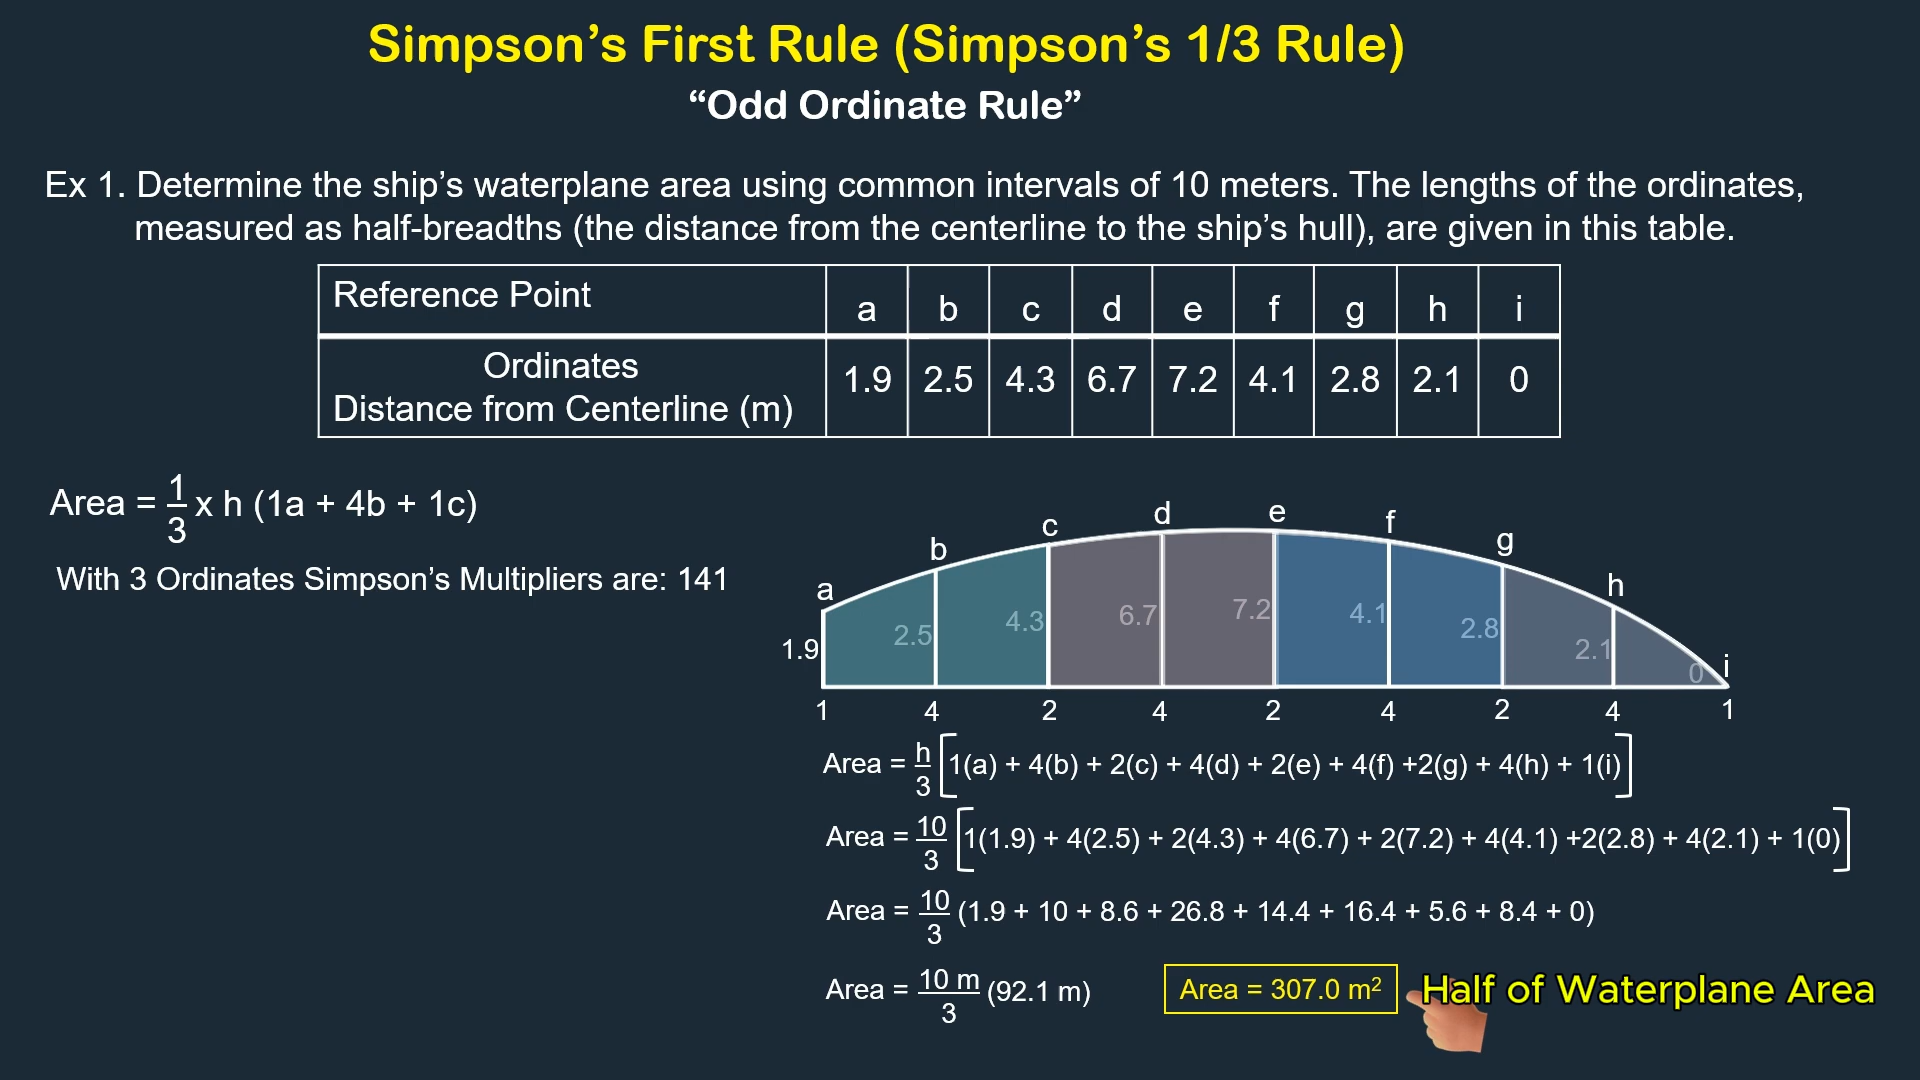 Simpson’s First Rule (Simpson’s 1/3 Rule)
“Odd Ordinate Rule”
Ex 1. Determine the ship’s waterplane area using common intervals of 10 meters. The lengths of the ordinates,
measured as half-breadths (the distance from the centerline to the ship’s hull), are given in this table.
Reference Point a b c d e f g h i
Ordinates
Distance from Centerline (m) 1.9 2.5 4.3 6.7 7.2 4.1 2.8 2.1 0
Area = 1/3 x h (1a + 4b + 1c)
With 3 Ordinates Simpson’s Multipliers are: 141
a b c d e f g h i
1.9 2.5 4.3 6.7 7.2 4.1 2.8 2.1 0
1 4 2 4 2 4 2 4 1
Area = h/3 [1(a) + 4(b) + 2(c) + 4(d) + 2(e) + 4(f) +2(g) + 4(h) + 1(i)]
Area = 10/3 [1(1.9) + 4(2.5) + 2(4.3) + 4(6.7) + 2(7.2) + 4(4.1) +2(2.8) + 4(2.1) + 1(0)]
Area = 10/3 (1.9 + 10 + 8.6 + 26.8 + 14.4 + 16.4 + 5.6 + 8.4 + 0)
Area = 10 m/3 (92.1 m) Area = 307.0 m² Half of Waterplane Area